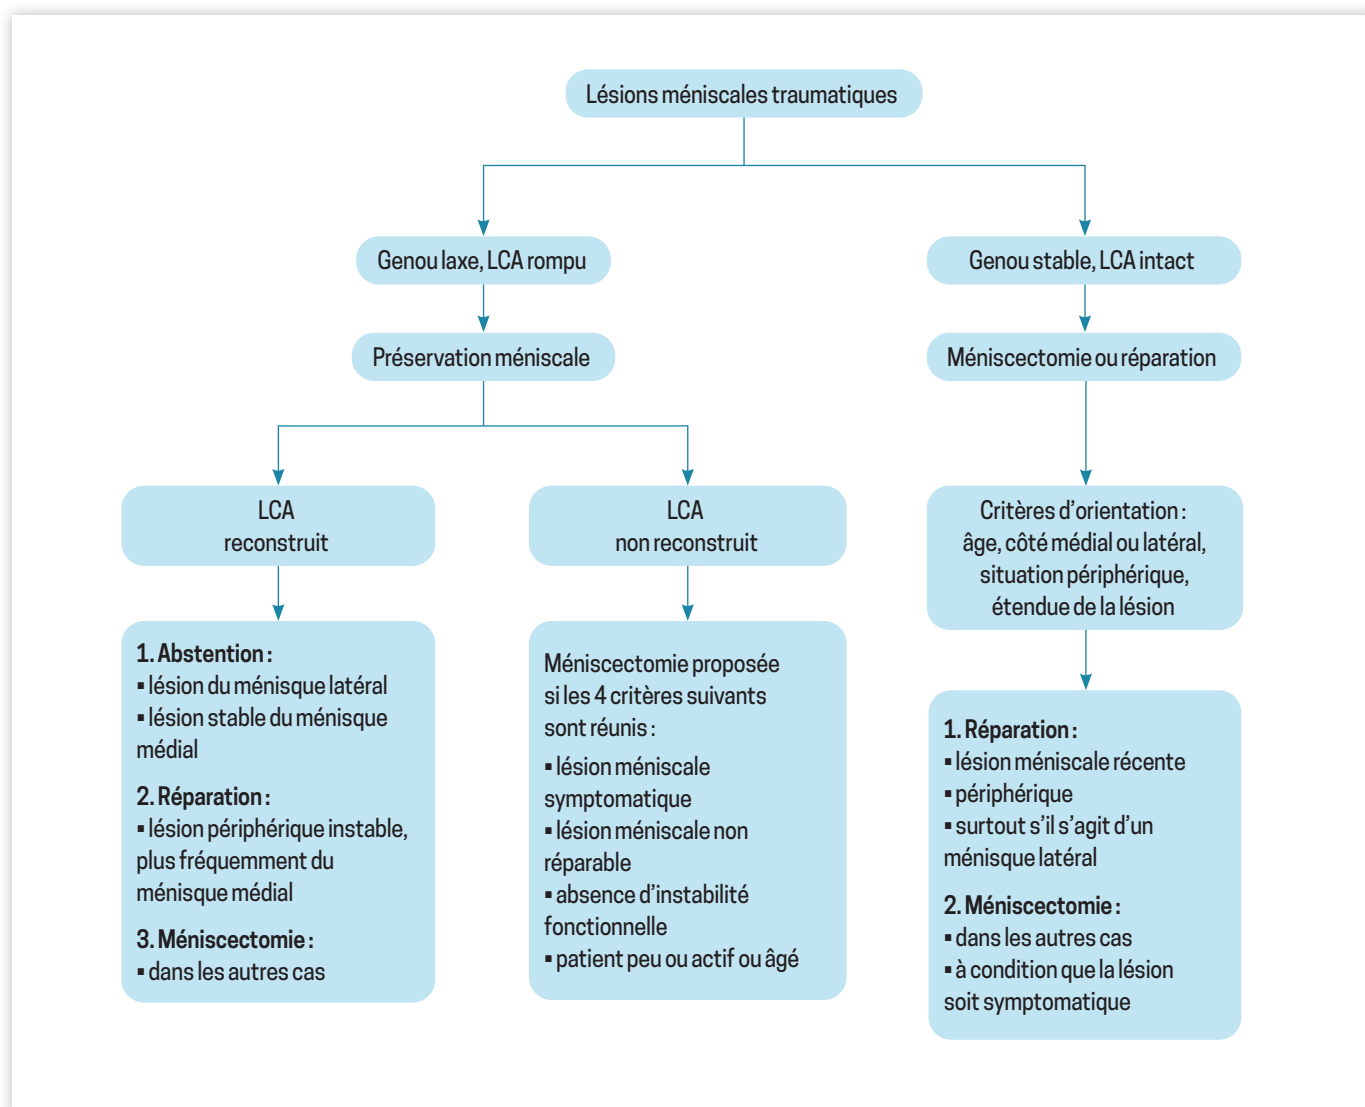 Lésions méniscales traumatiques
Genou laxe, LCA rompu
Genou stable, LCA intact
Préservation méniscale
Méniscectomie ou réparation
LCA
reconstruit
LCA
non reconstruit
Critères d’orientation :
âge, côté médial ou latéral,
situation périphérique,
étendue de la lésion
1. Abstention :
▪ lésion du ménisque latéral
▪ lésion stable du ménisque
médial
2. Réparation :
▪ lésion périphérique instable,
plus fréquemment du
ménisque médial
3. Méniscectomie :
▪ dans les autres cas
Méniscectomie proposée
si les 4 critères suivants
sont réunis :
▪ lésion méniscale
symptomatique
▪ lésion méniscale non
réparable
▪ absence d’instabilité
fonctionnelle
▪ patient peu ou actif ou âgé
1. Réparation :
▪ lésion méniscale récente
▪ périphérique
▪ surtout s’il s’agit d’un
ménisque latéral
2. Méniscectomie :
▪ dans les autres cas
▪ à condition que la lésion
soit symptomatique